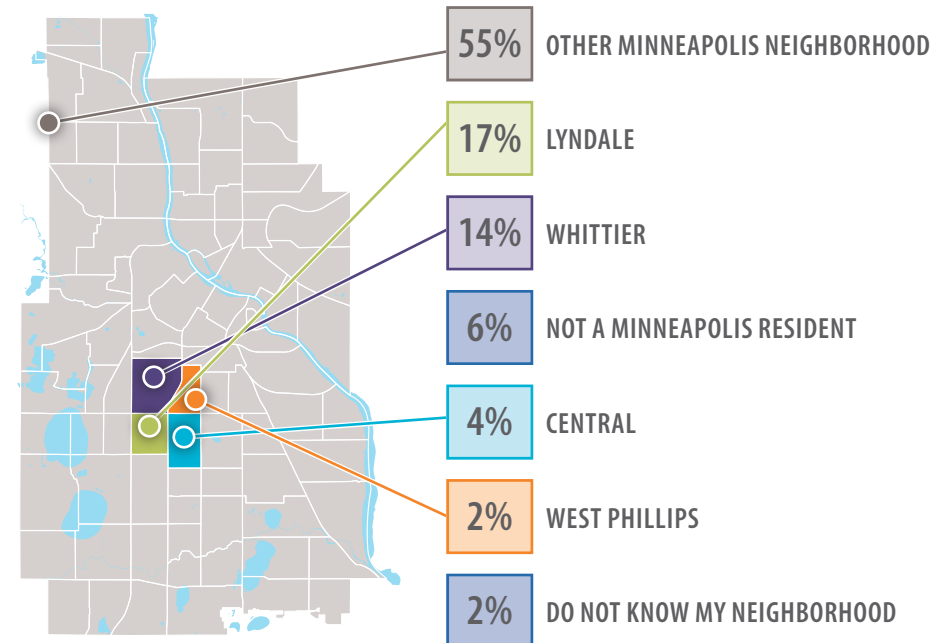 55% OTHER MINNEAPOLIS NEIGHBORHOOD
17% LYNDALE
14% WHITTIER
6% NOT A MINNEAPOLIS RESIDENT
4% CENTRAL
2% WEST PHILLIPS
2% DO NOT KNOW MY NEIGHBORHOOD